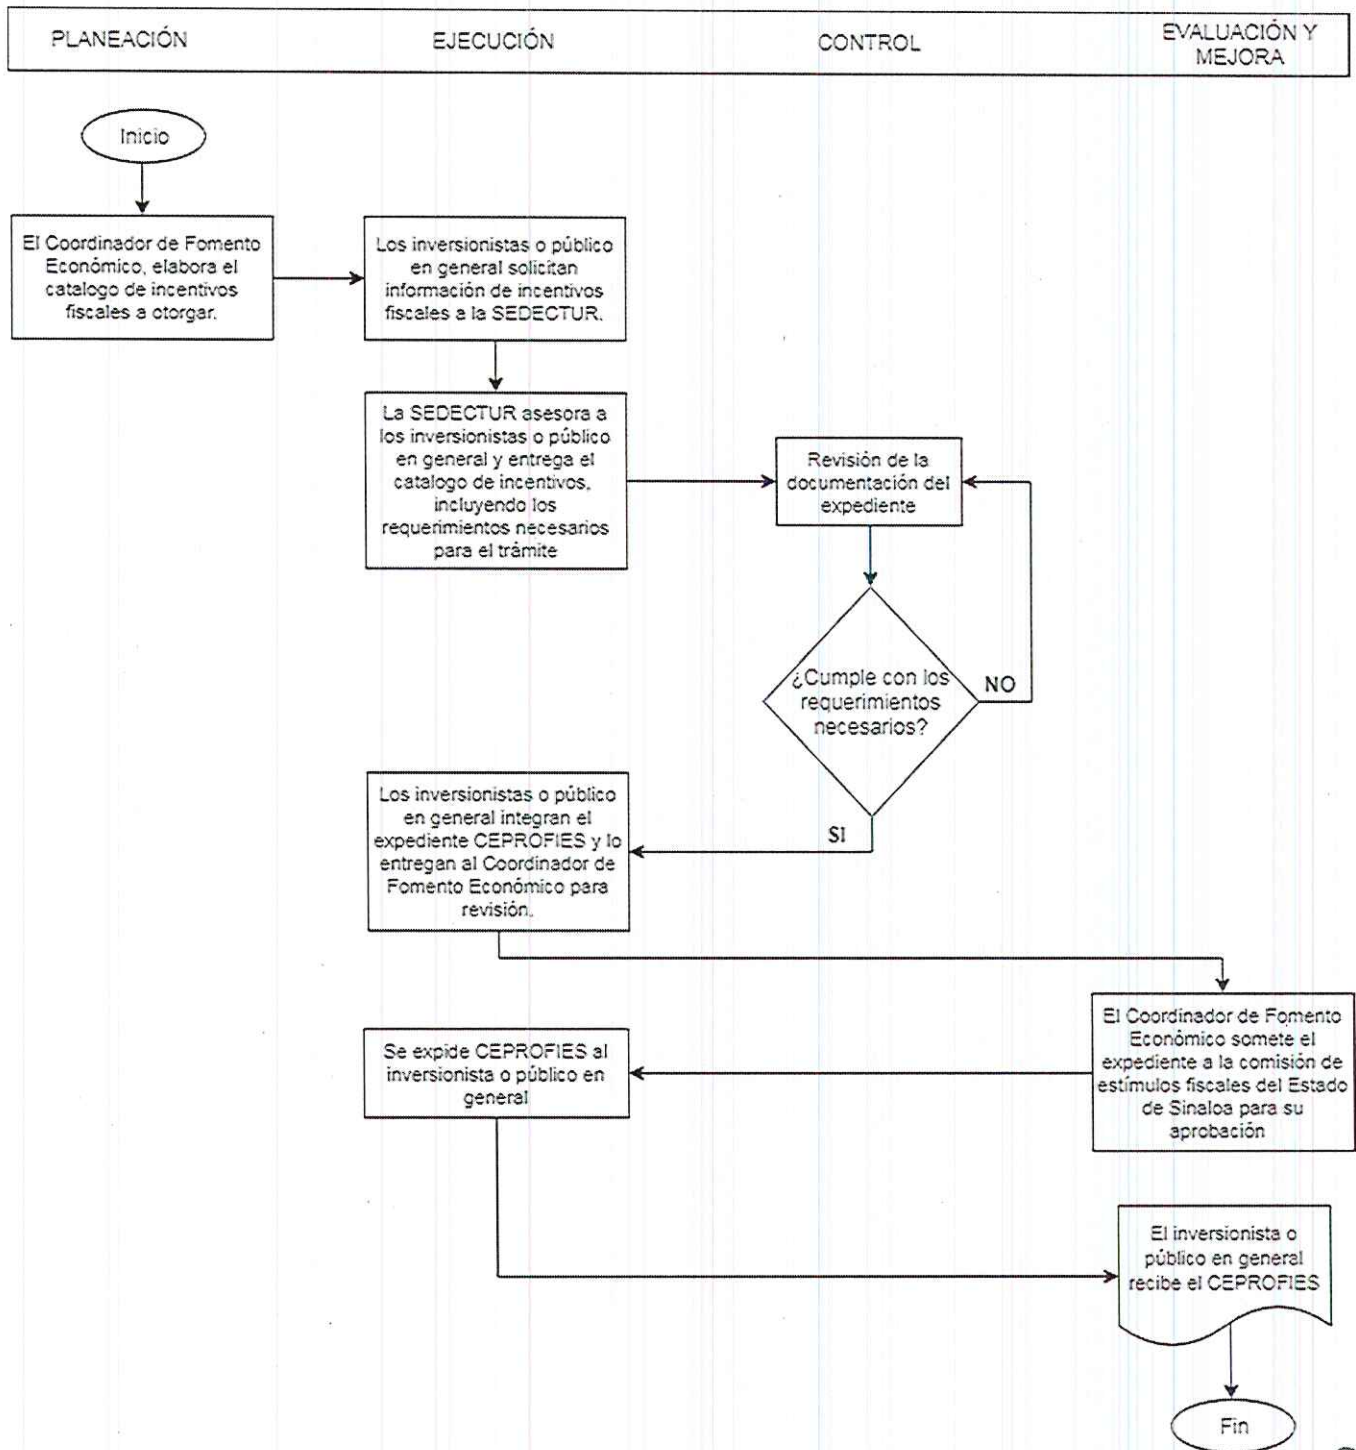 PLANEACIÓN
EJECUCIÓN
CONTROL
EVALUACIÓN Y
MEJORA
Inicio
El Coordinador de Fomento
Económico, elabora el
catalogo de incentivos
fiscales a otorgar.
Los inversionistas o público
en general solicitan
información de incentivos
fiscales a la SEDECTUR.
La SEDECTUR asesora a
los inversionistas o público
en general y entrega el
catalogo de incentivos,
incluyendo los
requerimientos necesarios
para el trámite
Revisión de la
documentación del
expediente
¿Cumple con los
requerimientos
necesarios?
NO
SI
Los inversionistas o público
en general integran el
expediente CEPROFIES y lo
entregan al Coordinador de
Fomento Económico para
revisión.
El Coordinador de Fomento
Económico somete el
expediente a la comisión de
estímulos fiscales del Estado
de Sinaloa para su
aprobación
Se expide CEPROFIES al
inversionista o público en
general
El inversionista o
público en general
recibe el CEPROFIES
Fin